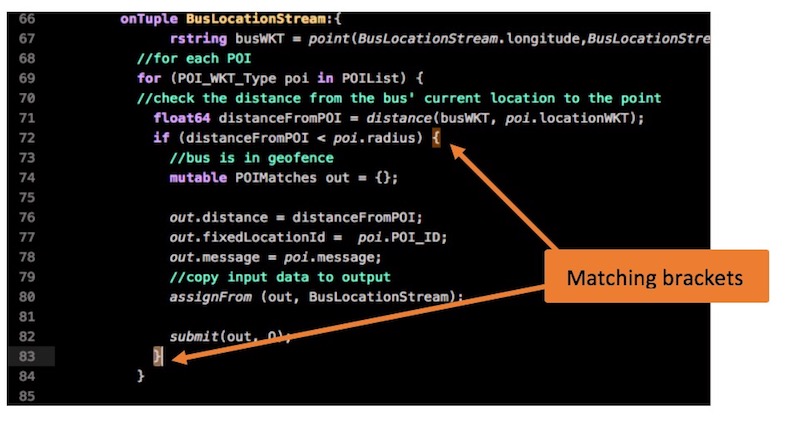 66 onTuple BusLocationStream:{
67 rstring busWKT = point(BusLocationStream.longitude,BusLocationStre
68 //for each POI
69 for (POI_WKT_Type poi in POIList) {
70 //check the distance from the bus' current location to the point
71 float64 distanceFromPOI = distance(busWKT, poi.locationWKT);
72 if (distanceFromPOI < poi.radius) {
73 //bus is in geofence
74 mutable POIMatches out = {};
75
76 out.distance = distanceFromPOI;
77 out.fixedLocationId =  poi.POI_ID;
78 out.message = poi.message;
79 //copy input data to output
80 assignFrom (out, BusLocationStream);
81
82 submit(out, 0);
83 }
84 }
85
Matching brackets